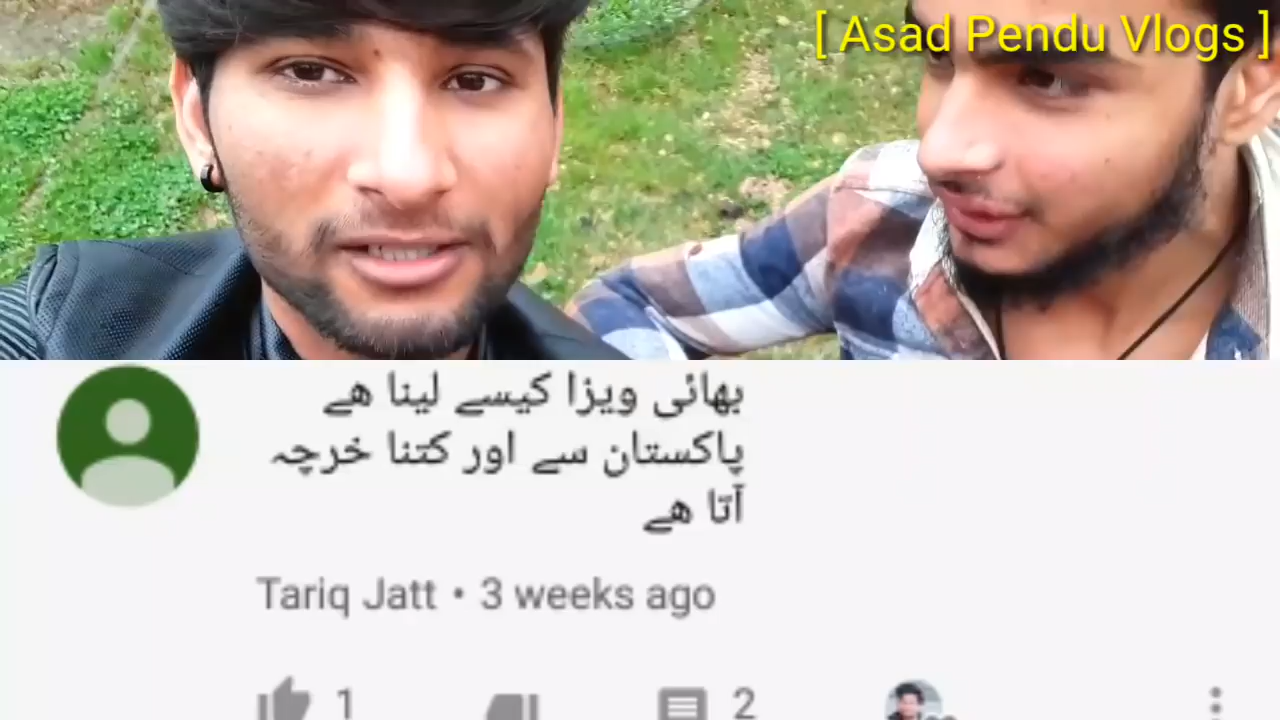 [ Asad Pendu Vlogs ]
بھائی ویزا کیسے لینا ھے
پاکستان سے اور کتنا خرچہ
آتا ھے
Tariq Jatt • 3 weeks ago
1
2